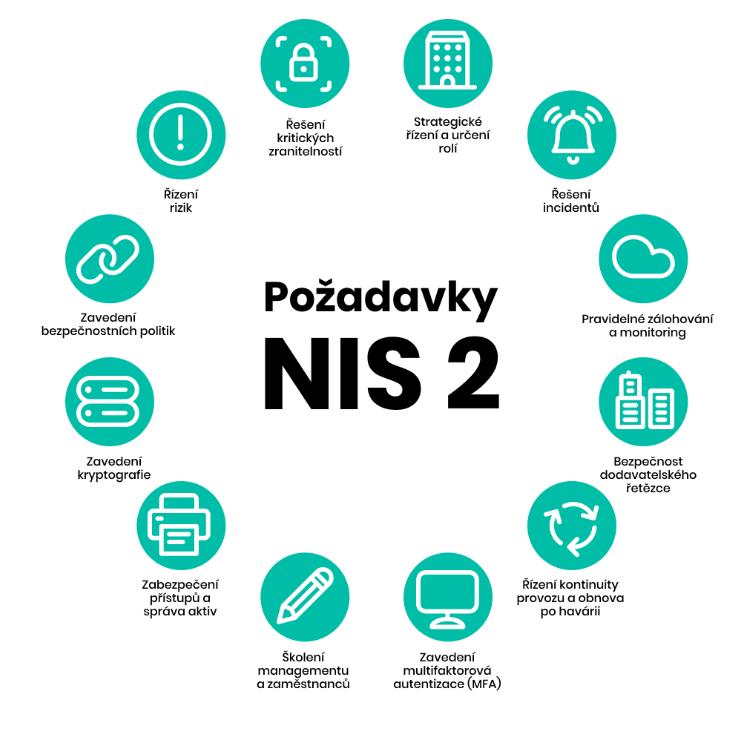 Požadavky
NIS 2
Řešení
kritických
zranitelností
Strategické
řízení a určení
rolí
Řešení
incidentů
Pravidelné zálohování
a monitoring
Bezpečnost
dodavatelského
řetězce
Řízení kontinuity
provozu a obnova
po havárii
Zavedení
multifaktorová
autentizace (MFA)
Školení
managementu
a zaměstnanců
Zabezpečení
přístupů a
správa aktiv
Zavedení
kryptografie
Zavedení
bezpečnostních politik
Řízení
rizik